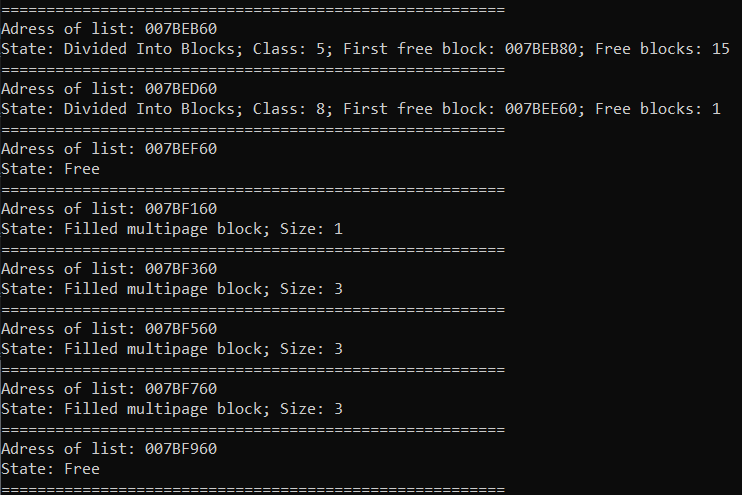 ========================================================
Adress of list: 007BEB60
State: Divided Into Blocks; Class: 5; First free block: 007BEB80; Free blocks: 15
========================================================
Adress of list: 007BED60
State: Divided Into Blocks; Class: 8; First free block: 007BEE60; Free blocks: 1
========================================================
Adress of list: 007BEF60
State: Free
========================================================
Adress of list: 007BF160
State: Filled multipage block; Size: 1
========================================================
Adress of list: 007BF360
State: Filled multipage block; Size: 3
========================================================
Adress of list: 007BF560
State: Filled multipage block; Size: 3
========================================================
Adress of list: 007BF760
State: Filled multipage block; Size: 3
========================================================
Adress of list: 007BF960
State: Free
========================================================